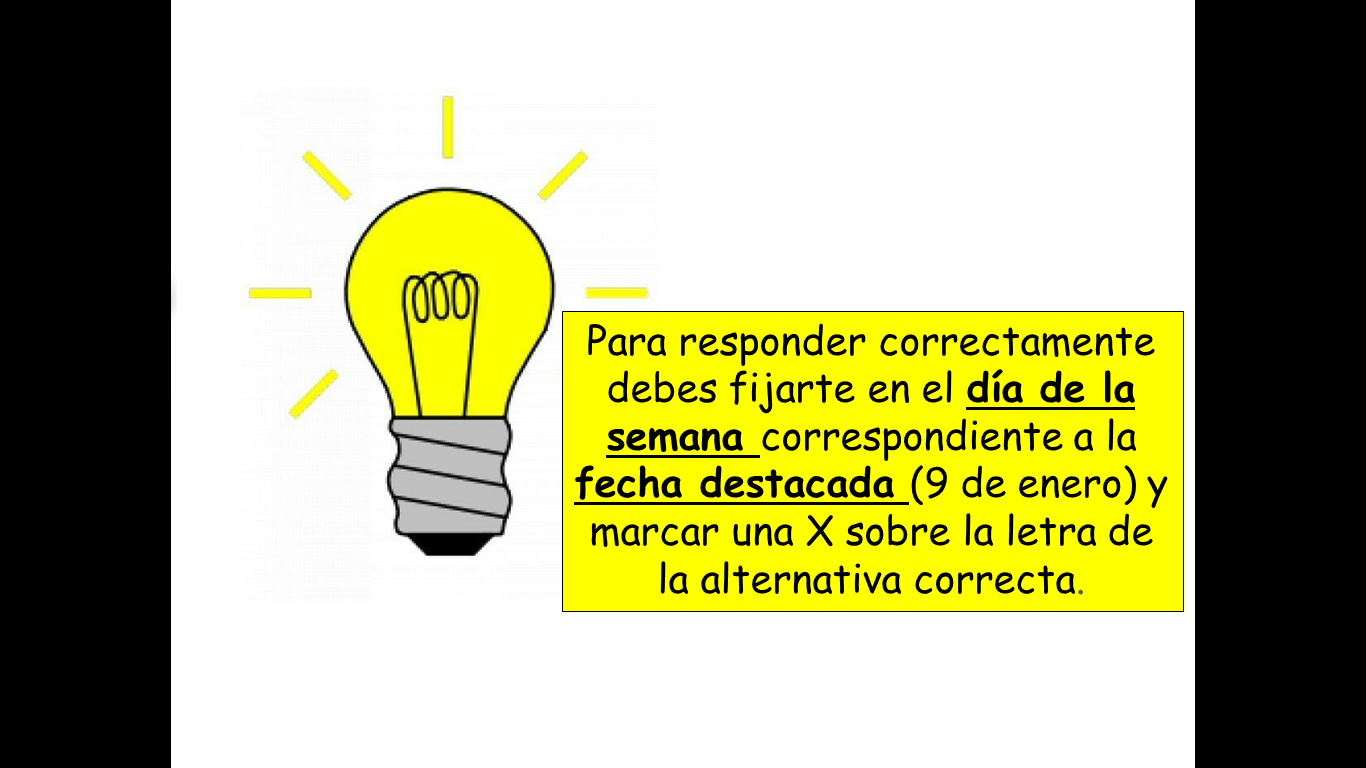 Para responder correctamente
debes fijarte en el día de la
semana correspondiente a la
fecha destacada (9 de enero) y
marcar una X sobre la letra de
la alternativa correcta.